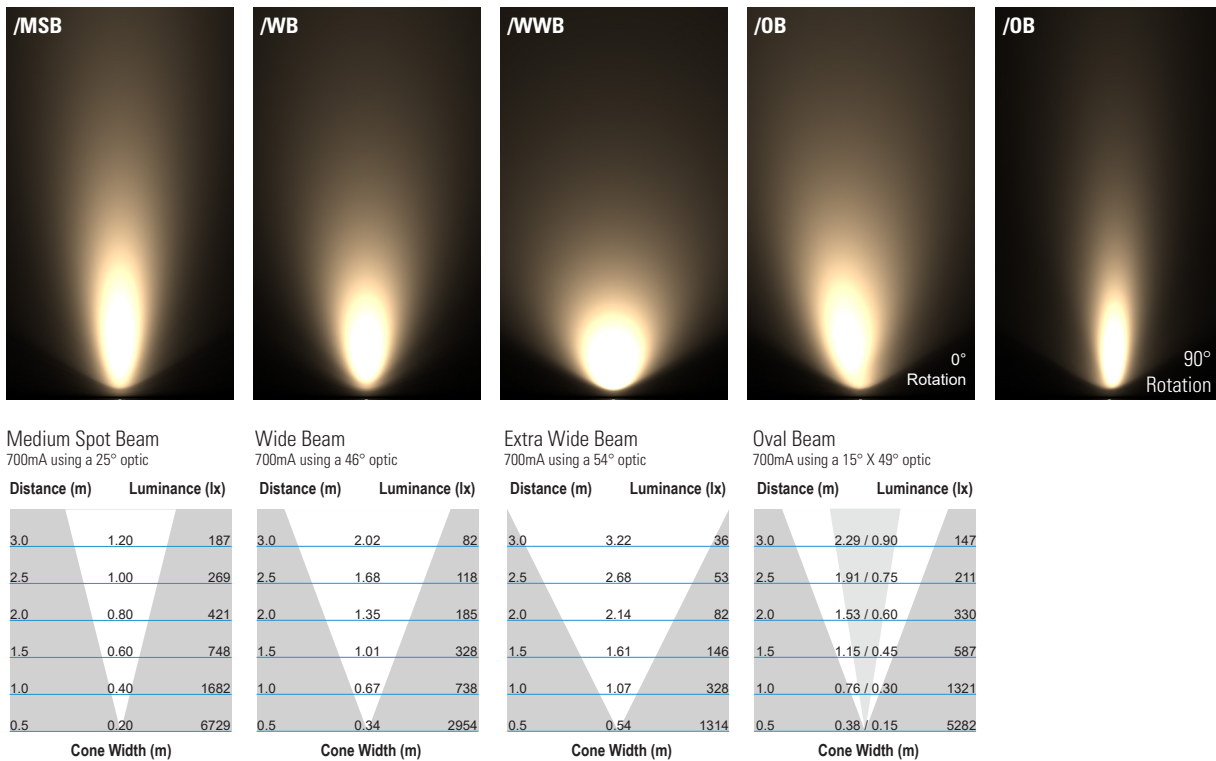 /MSB
/WB
/WWB
/OB
0°
Rotation
/OB
90°
Rotation
Medium Spot Beam
700mA using a 25° optic
Distance (m) Luminance (lx)
3.0 1.20 187
2.5 1.00 269
2.0 0.80 421
1.5 0.60 748
1.0 0.40 1682
0.5 0.20 6729
Cone Width (m)
Wide Beam
700mA using a 46° optic
Distance (m) Luminance (lx)
3.0 2.02 82
2.5 1.68 118
2.0 1.35 185
1.5 1.01 328
1.0 0.67 738
0.5 0.34 2954
Cone Width (m)
Extra Wide Beam
700mA using a 54° optic
Distance (m) Luminance (lx)
3.0 3.22 36
2.5 2.68 53
2.0 2.14 82
1.5 1.61 146
1.0 1.07 328
0.5 0.54 1314
Cone Width (m)
Oval Beam
700mA using a 15° X 49° optic
Distance (m) Luminance (lx)
3.0 2.29 / 0.90 147
2.5 1.91 / 0.75 211
2.0 1.53 / 0.60 330
1.5 1.15 / 0.45 587
1.0 0.76 / 0.30 1321
0.5 0.38 / 0.15 5282
Cone Width (m)